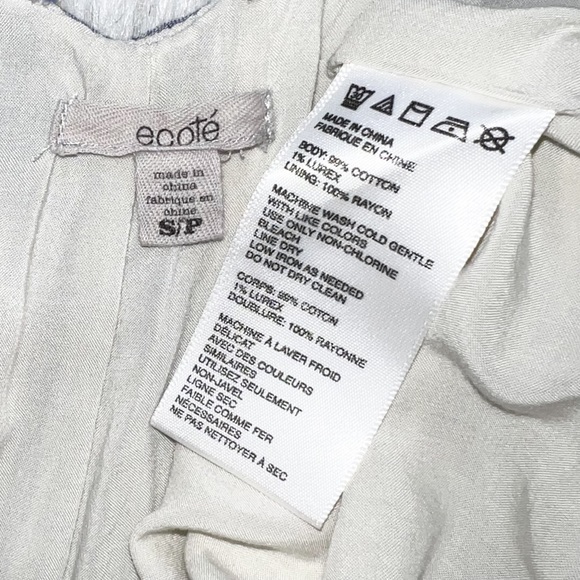 ecoté
made in
china
fabriqué en
chine
S/P
MADE IN CHINA
FABRIQUE EN CHINE
BODY: 99% COTTON
1% LUREX
LINING: 100% RAYON
MACHINE WASH COLD GENTLE
WITH LIKE COLORS
USE ONLY NON-CHLORINE
BLEACH
LINE DRY
LOW IRON AS NEEDED
DO NOT DRY CLEAN
CORPS: 99% COTON
1% LUREX
DOUBLURE: 100% RAYONNE
MACHINE À LAVER FROID
DÉLICAT
AVEC DES COULEURS
SIMILAIRES
UTILISEZ SEULEMENT
NON-JAVEL
LIGNE SEC
FAIBLE COMME FER
NÉCESSAIRES
NE PAS NETTOYER À SEC